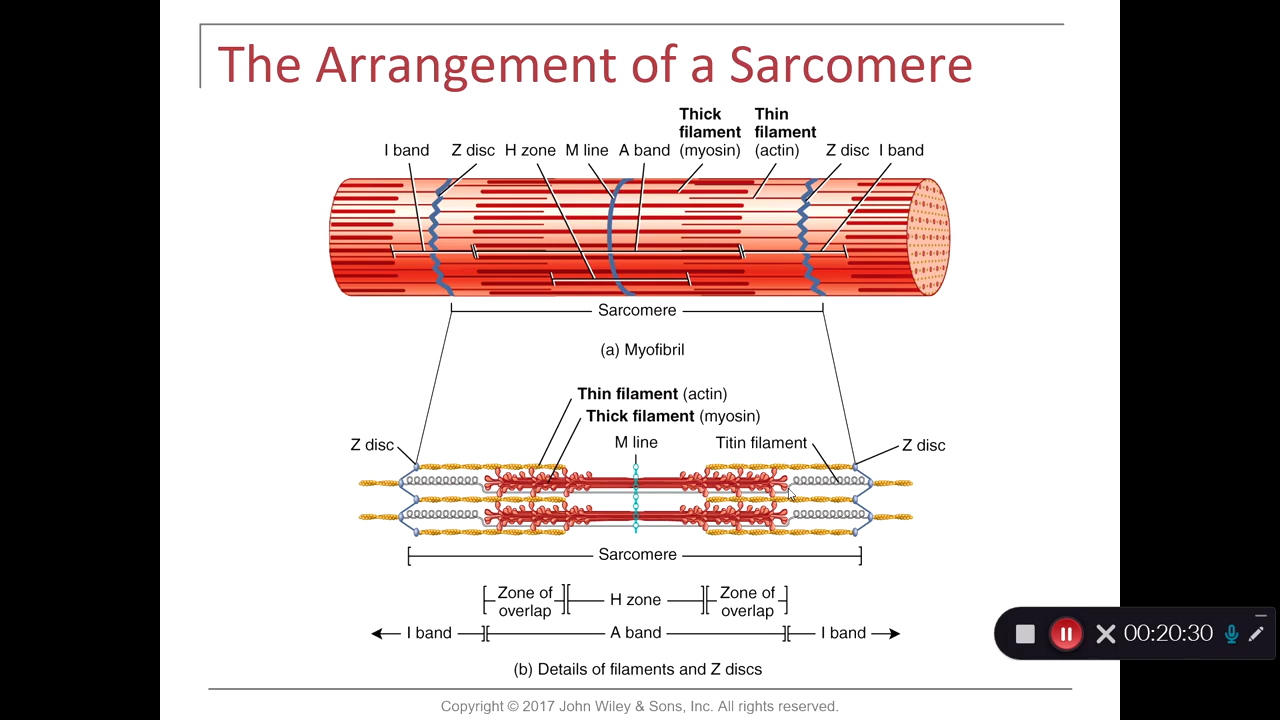 The Arrangement of a Sarcomere
Thick
filament
(myosin)
Thin
filament
(actin)
I band
Z disc
H zone
M line
A band
Z disc
I band
Sarcomere
(a) Myofibril
Thin filament (actin)
Thick filament (myosin)
Z disc
M line
Titin filament
Z disc
Sarcomere
Zone of
overlap
H zone
Zone of
overlap
I band
A band
I band
(b) Details of filaments and Z discs
00:20:30
Copyright © 2017 John Wiley & Sons, Inc. All rights reserved.